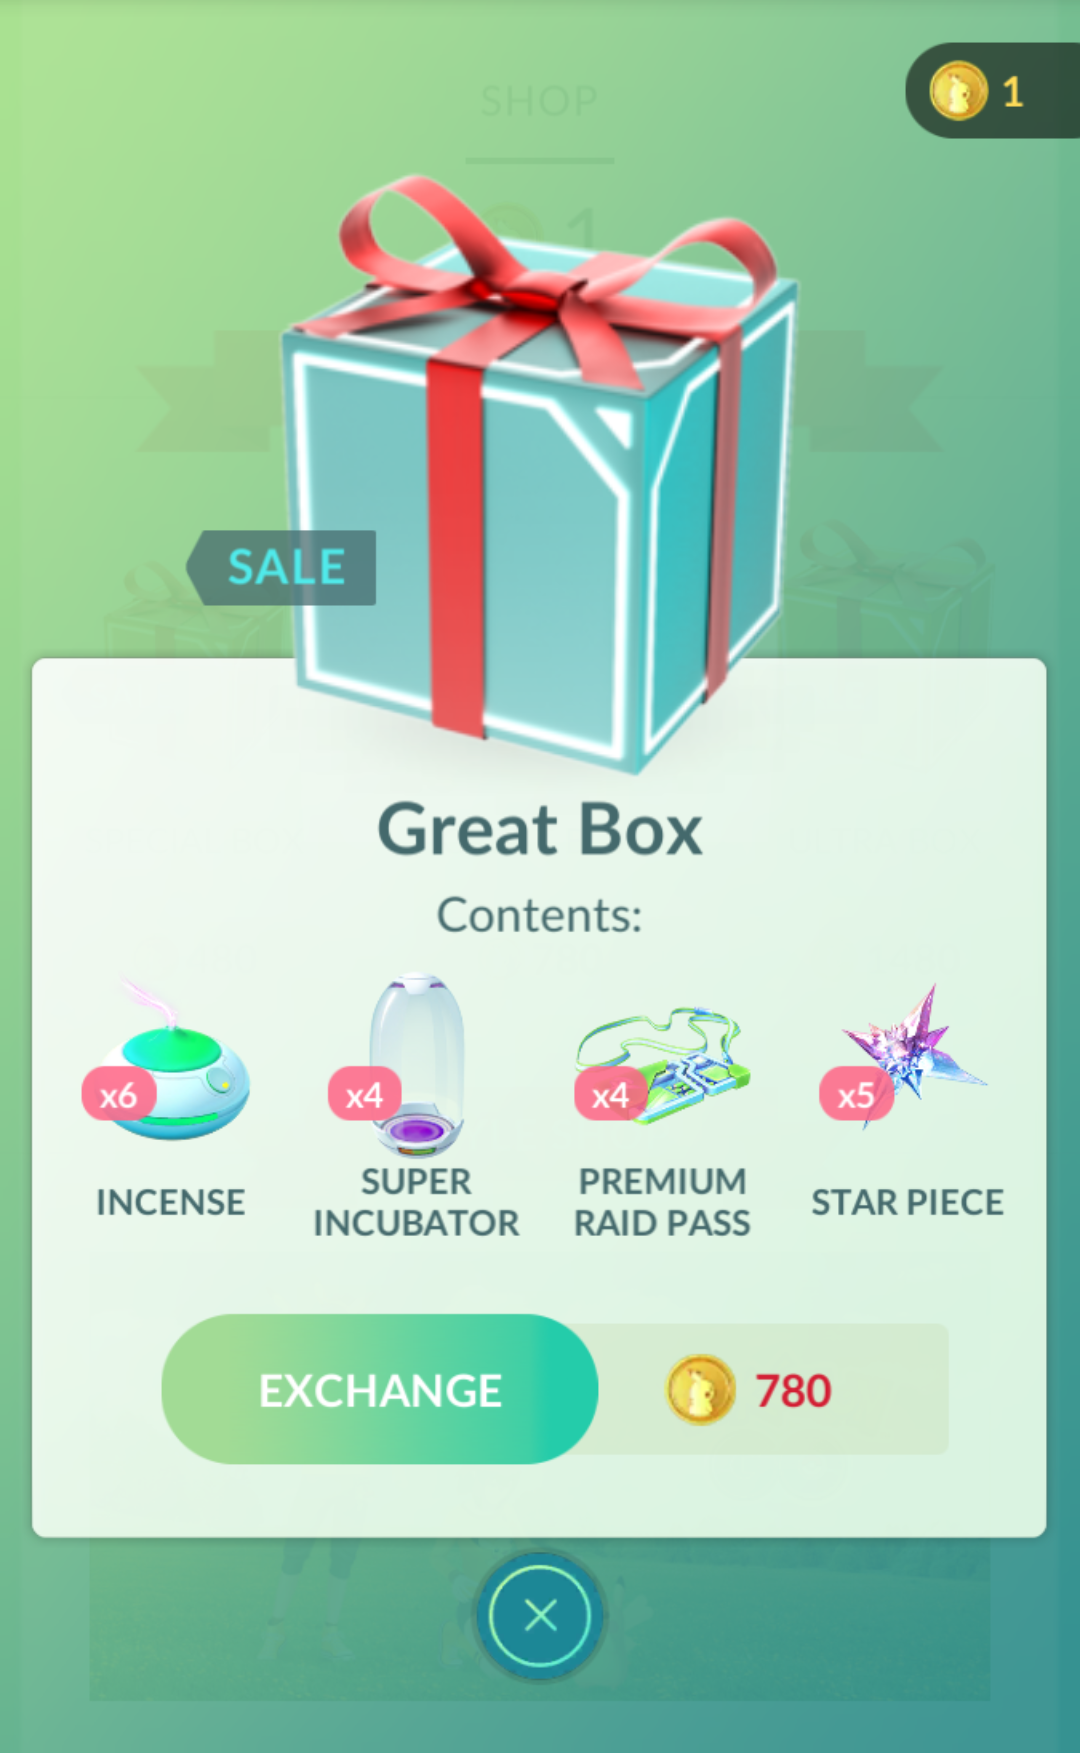 1
SHOP
1
SALE
Great Box
Contents:
x6
x4
x4
x5
INCENSE
SUPER
INCUBATOR
PREMIUM
RAID PASS
STAR PIECE
EXCHANGE
780